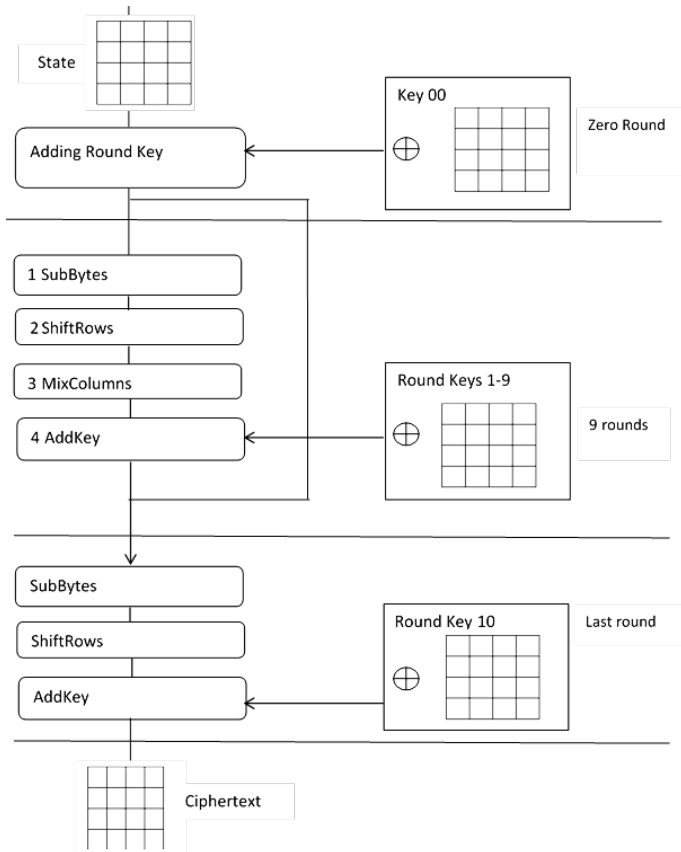 State
Key 00
Zero Round
Adding Round Key
1 SubBytes
2 ShiftRows
3 MixColumns
Round Keys 1-9
9 rounds
4 AddKey
SubBytes
Round Key 10
Last round
ShiftRows
AddKey
Ciphertext